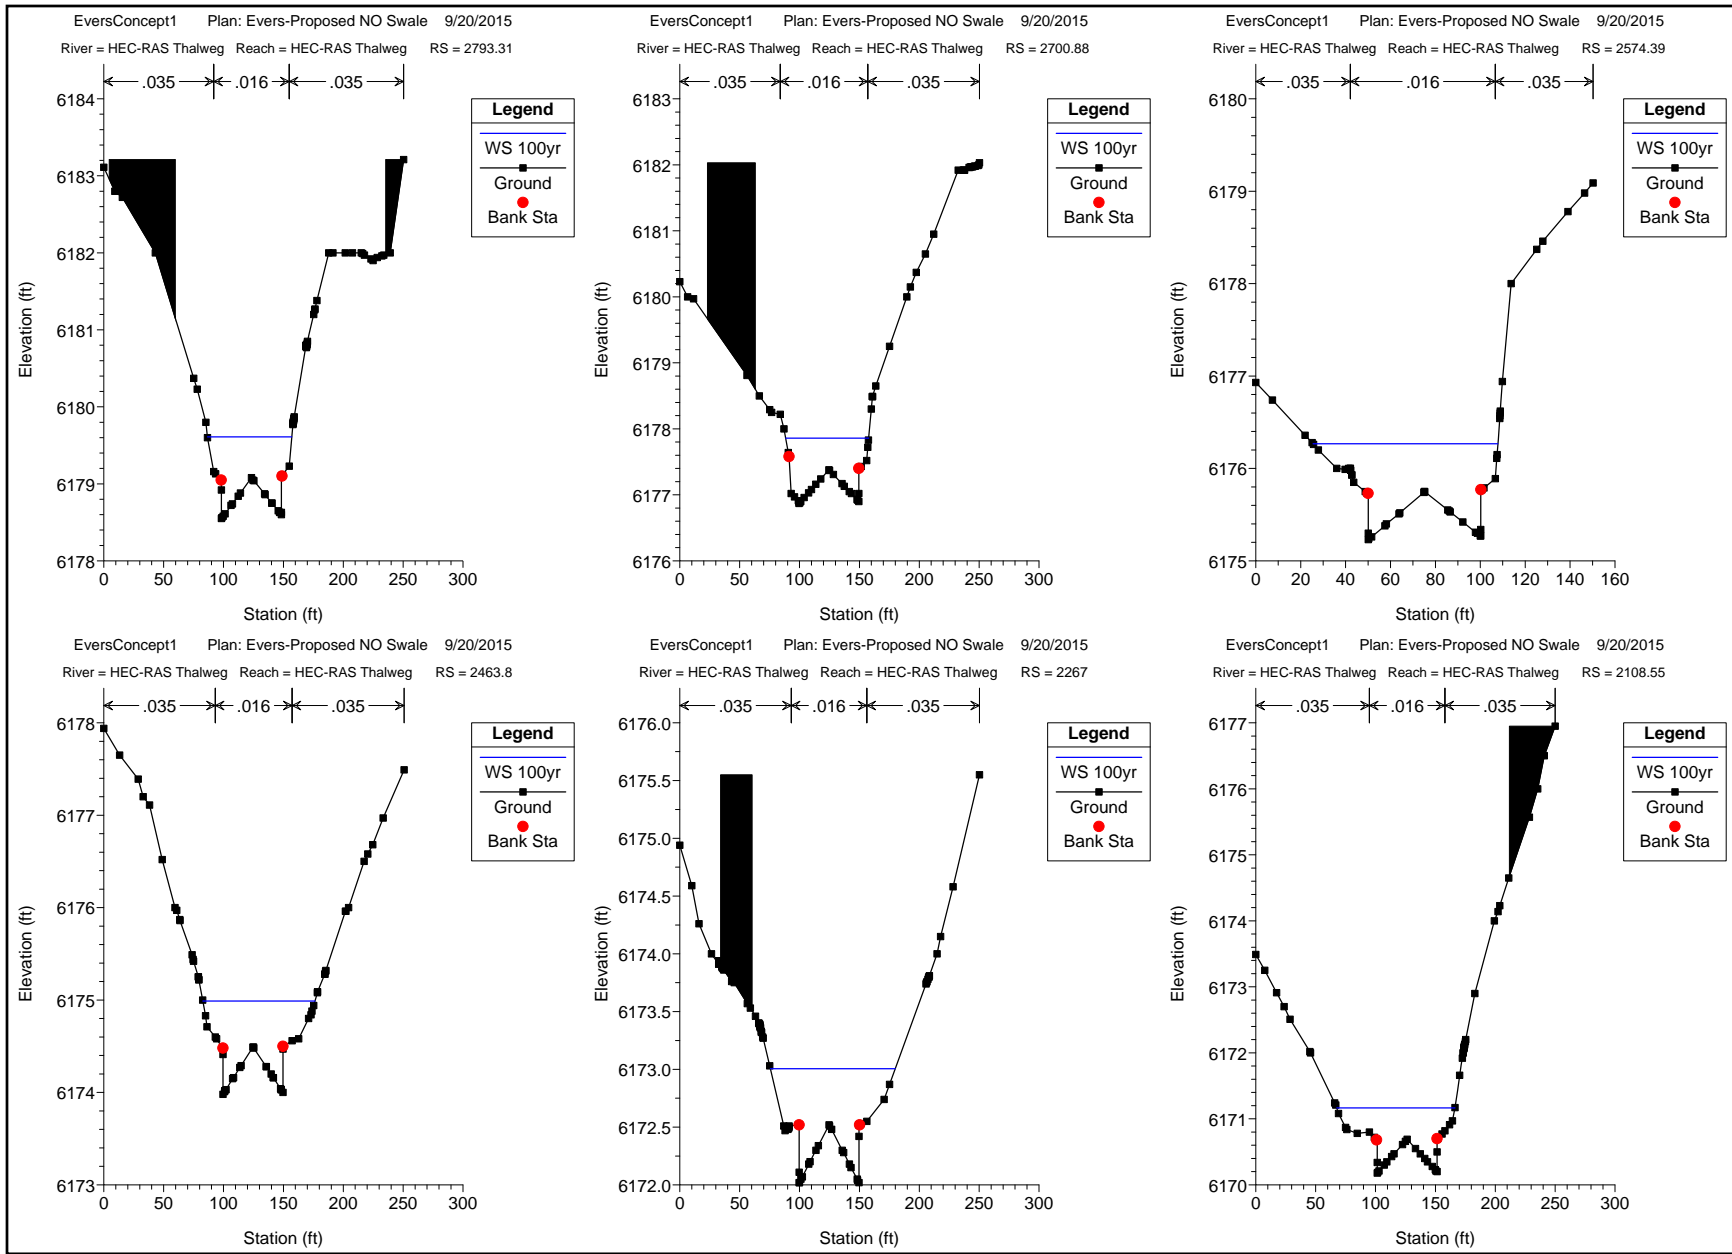 EversConcept1 Plan: Evers-Proposed NO Swale 9/20/2015
River = HEC-RAS Thalweg Reach = HEC-RAS Thalweg RS = 2793.31
.035 .016 .035
6184
6183
6182
6181
6180
6179
6178
Elevation (ft)
0 50 100 150 200 250 300
Station (ft)
Legend
WS 100yr
Ground
Bank Sta
EversConcept1 Plan: Evers-Proposed NO Swale 9/20/2015
River = HEC-RAS Thalweg Reach = HEC-RAS Thalweg RS = 2700.88
.035 .016 .035
6183
6182
6181
6180
6179
6178
6177
6176
Elevation (ft)
0 50 100 150 200 250 300
Station (ft)
Legend
WS 100yr
Ground
Bank Sta
EversConcept1 Plan: Evers-Proposed NO Swale 9/20/2015
River = HEC-RAS Thalweg Reach = HEC-RAS Thalweg RS = 2574.39
.035 .016 .035
6180
6179
6178
6177
6176
6175
Elevation (ft)
0 20 40 60 80 100 120 140 160
Station (ft)
Legend
WS 100yr
Ground
Bank Sta
EversConcept1 Plan: Evers-Proposed NO Swale 9/20/2015
River = HEC-RAS Thalweg Reach = HEC-RAS Thalweg RS = 2463.8
.035 .016 .035
6178
6177
6176
6175
6174
6173
Elevation (ft)
0 50 100 150 200 250 300
Station (ft)
Legend
WS 100yr
Ground
Bank Sta
EversConcept1 Plan: Evers-Proposed NO Swale 9/20/2015
River = HEC-RAS Thalweg Reach = HEC-RAS Thalweg RS = 2267
.035 .016 .035
6176.0
6175.5
6175.0
6174.5
6174.0
6173.5
6173.0
6172.5
6172.0
Elevation (ft)
0 50 100 150 200 250 300
Station (ft)
Legend
WS 100yr
Ground
Bank Sta
EversConcept1 Plan: Evers-Proposed NO Swale 9/20/2015
River = HEC-RAS Thalweg Reach = HEC-RAS Thalweg RS = 2108.55
.035 .016 .035
6177
6176
6175
6174
6173
6172
6171
6170
Elevation (ft)
0 50 100 150 200 250 300
Station (ft)
Legend
WS 100yr
Ground
Bank Sta